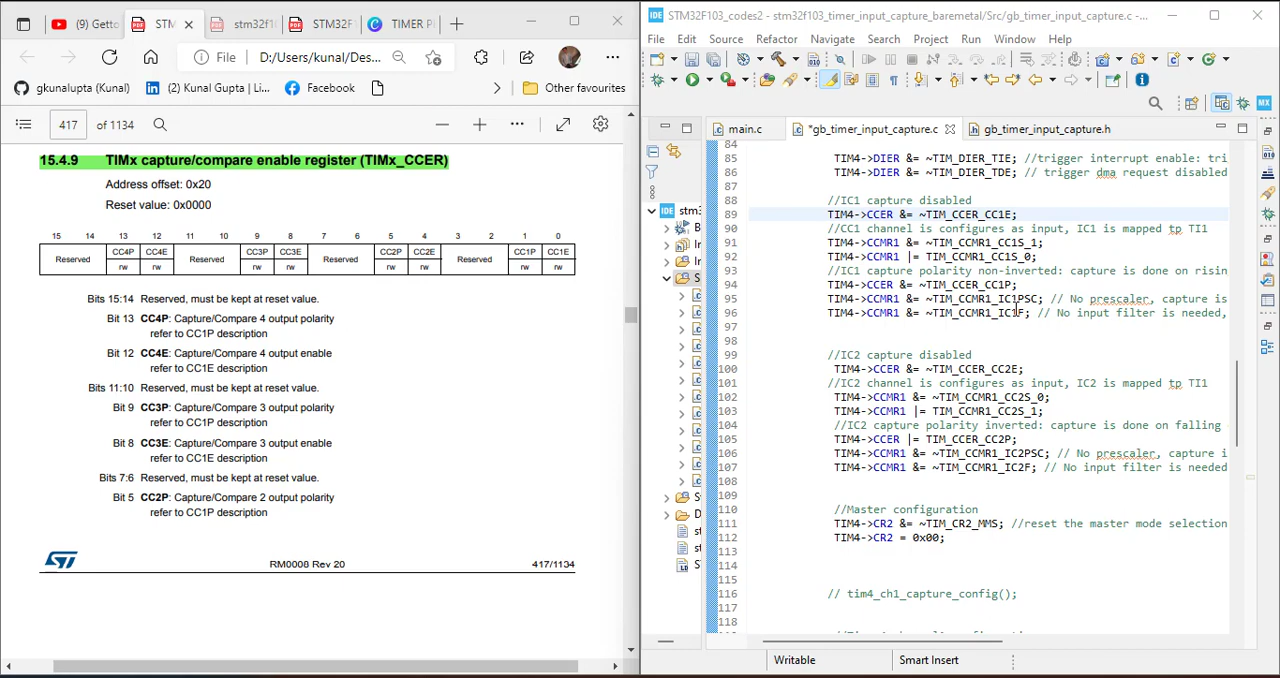 (9) Getto
STM
stm32f10
STM32F
TIMER P
File
D:/Users/kunal/Des...
gkunalupta (Kunal)
(2) Kunal Gupta | Li...
Facebook
Other favourites
417
of 1134
15.4.9 TIMx capture/compare enable register (TIMx_CCER)
Address offset: 0x20
Reset value: 0x0000
15 14 13 12 11 10 9 8 7 6 5 4 3 2 1 0
Reserved CC4P CC4E Reserved CC3P CC3E Reserved CC2P CC2E Reserved CC1P CC1E
rw rw rw rw rw rw rw rw
Bits 15:14 Reserved, must be kept at reset value.
Bit 13 CC4P: Capture/Compare 4 output polarity
refer to CC1P description
Bit 12 CC4E: Capture/Compare 4 output enable
refer to CC1E description
Bits 11:10 Reserved, must be kept at reset value.
Bit 9 CC3P: Capture/Compare 3 output polarity
refer to CC1P description
Bit 8 CC3E: Capture/Compare 3 output enable
refer to CC1E description
Bits 7:6 Reserved, must be kept at reset value.
Bit 5 CC2P: Capture/Compare 2 output polarity
refer to CC1P description
ST
RM0008 Rev 20
417/1134
IDE STM32F103_codes2 - stm32f103_timer_input_capture_baremetal/Src/gb_timer_input_capture.c -...
File Edit Source Refactor Navigate Search Project Run Window Help
main.c
*gb_timer_input_capture.c
gb_timer_input_capture.h
84
85 TIM4->DIER &= ~TIM_DIER_TIE; //trigger interrupt enable: tri
86 TIM4->DIER &= ~TIM_DIER_TDE; // trigger dma request disabled
87
88 //IC1 capture disabled
89 TIM4->CCER &= ~TIM_CCER_CC1E;
90 //CC1 channel is configures as input, IC1 is mapped tp TI1
91 TIM4->CCMR1 &= ~TIM_CCMR1_CC1S_1;
92 TIM4->CCMR1 |= TIM_CCMR1_CC1S_0;
93 //IC1 capture polarity non-inverted: capture is done on risin
94 TIM4->CCER &= ~TIM_CCER_CC1P;
95 TIM4->CCMR1 &= ~TIM_CCMR1_IC1PSC; // No prescaler, capture is
96 TIM4->CCMR1 &= ~TIM_CCMR1_IC1F; // No input filter is needed,
97
98
99 //IC2 capture disabled
100 TIM4->CCER &= ~TIM_CCER_CC2E;
101 //IC2 channel is configures as input, IC2 is mapped tp TI1
102 TIM4->CCMR1 &= ~TIM_CCMR1_CC2S_0;
103 TIM4->CCMR1 |= TIM_CCMR1_CC2S_1;
104 //IC2 capture polarity inverted: capture is done on falling
105 TIM4->CCER |= TIM_CCER_CC2P;
106 TIM4->CCMR1 &= ~TIM_CCMR1_IC2PSC; // No prescaler, capture i
107 TIM4->CCMR1 &= ~TIM_CCMR1_IC2F; // No input filter is needed
108
109
110 //Master configuration
111 TIM4->CR2 &= ~TIM_CR2_MMS; //reset the master mode selection
112 TIM4->CR2 = 0x00;
113
114
115
116 // tim4_ch1_capture_config();
117
118
IDE stm
Writable
Smart Insert